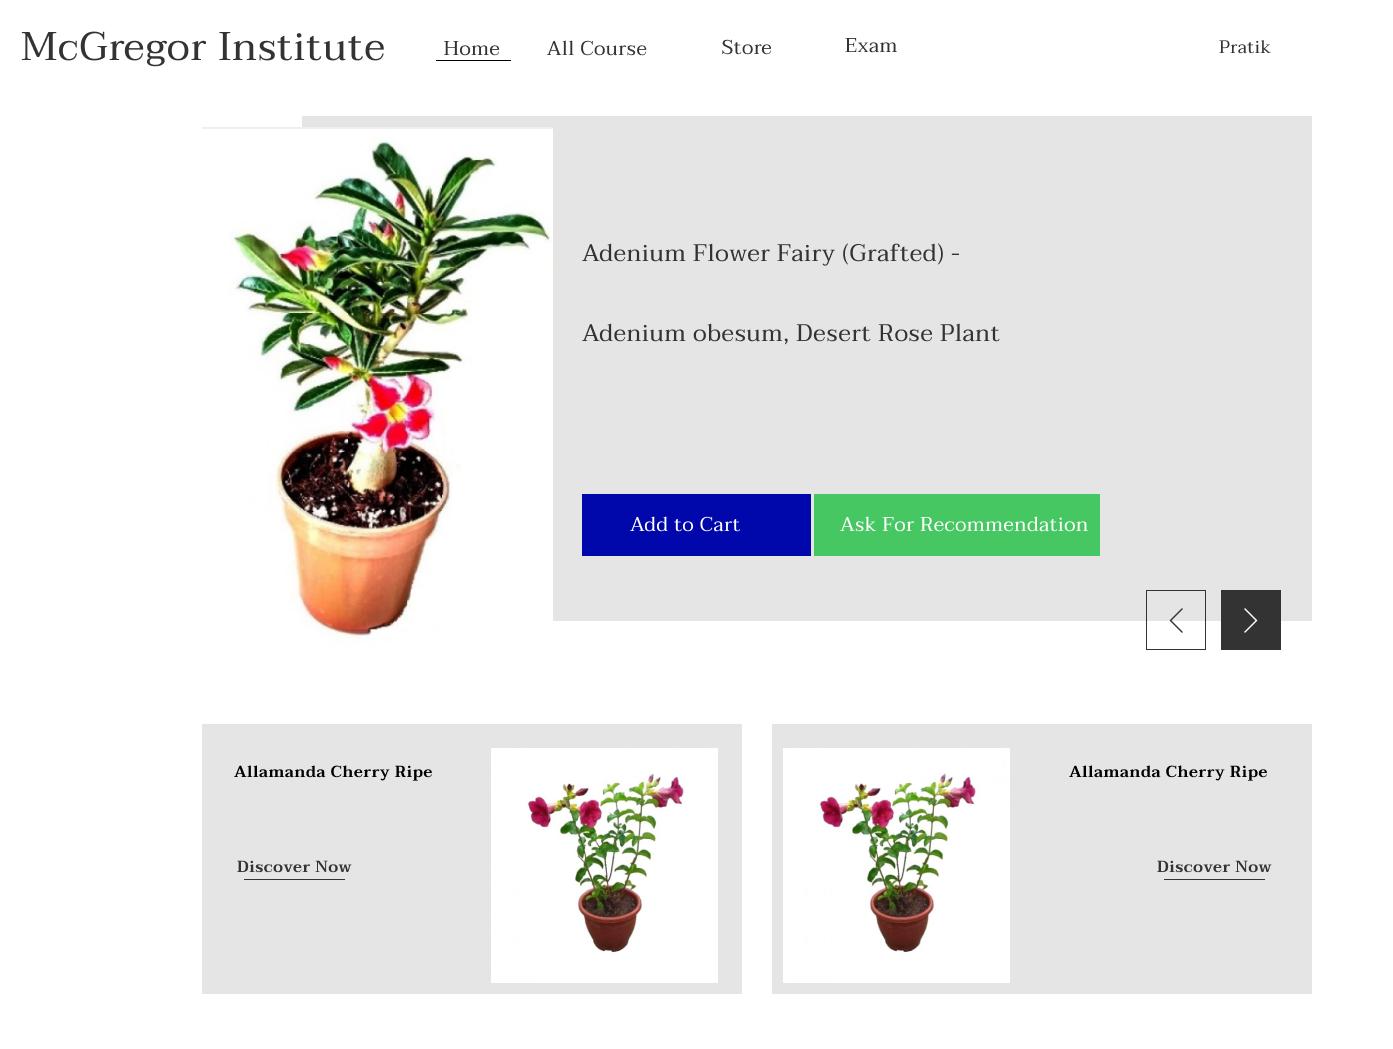 McGregor Institute
Home
All Course
Store
Exam
Pratik
Adenium Flower Fairy (Grafted) -
Adenium obesum, Desert Rose Plant
Add to Cart
Ask For Recommendation
Allamanda Cherry Ripe
Discover Now
Allamanda Cherry Ripe
Discover Now